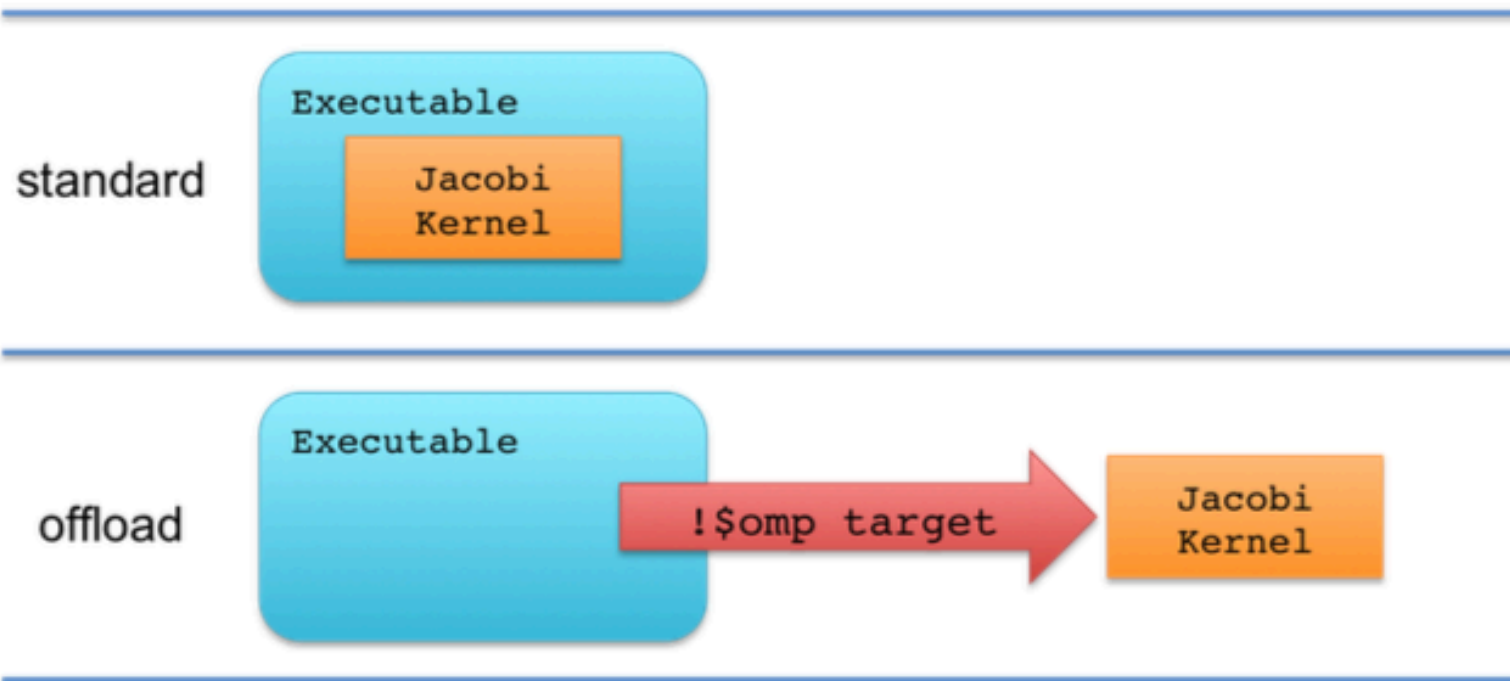 standard
Executable
Jacobi
Kernel
offload
Executable
!$omp target
Jacobi
Kernel